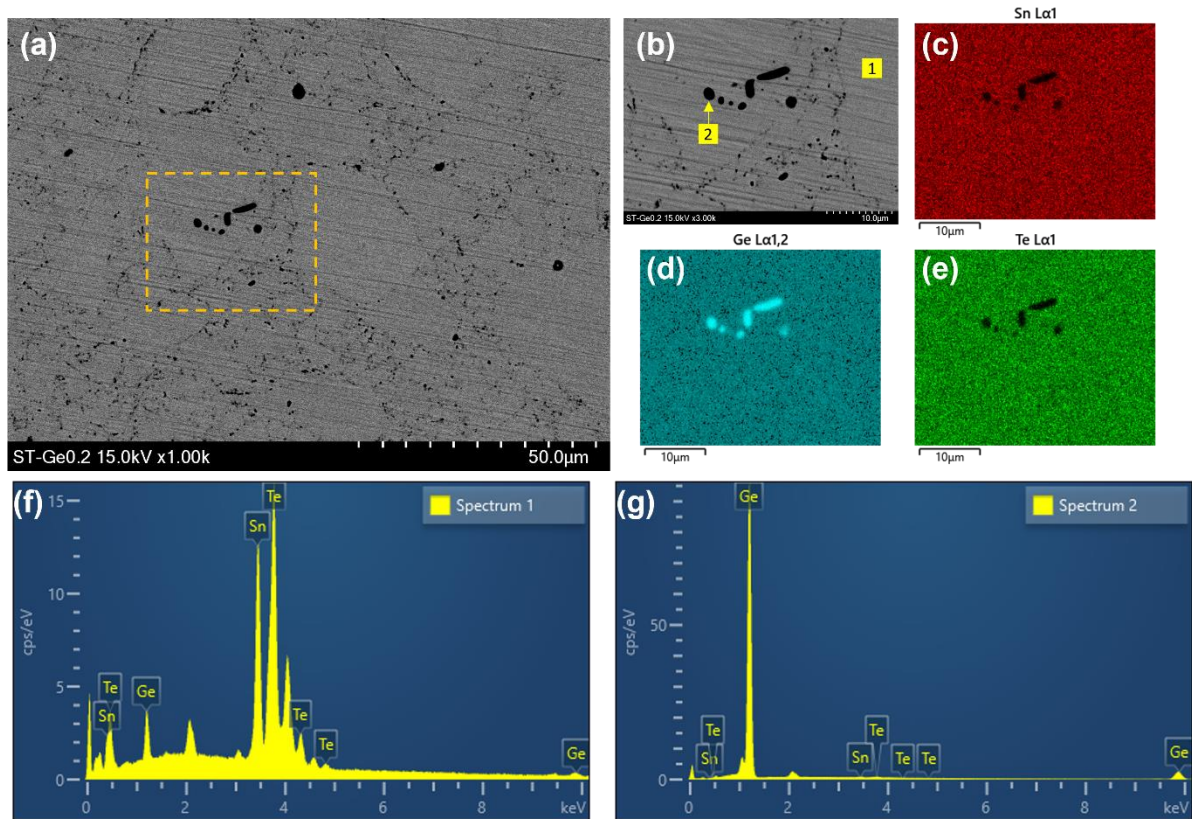 (a)
ST-Ge0.2 15.0kV x1.00k 50.0µm
(b)
1
2
ST-Ge0.2 15.0kV x3.00k 10.0µm
Sn Lα1
(c)
10µm
Ge Lα1,2
(d)
10µm
Te Lα1
(e)
10µm
(f)
Spectrum 1
15
10
5
0
cps/eV
Te
Sn
Te
Ge
Sn
Te
Te
Ge
0 2 4 6 8 keV
(g)
Spectrum 2
50
0
cps/eV
Ge
Te
Sn
Te
Sn
Te
Te
Ge
0 2 4 6 8 keV